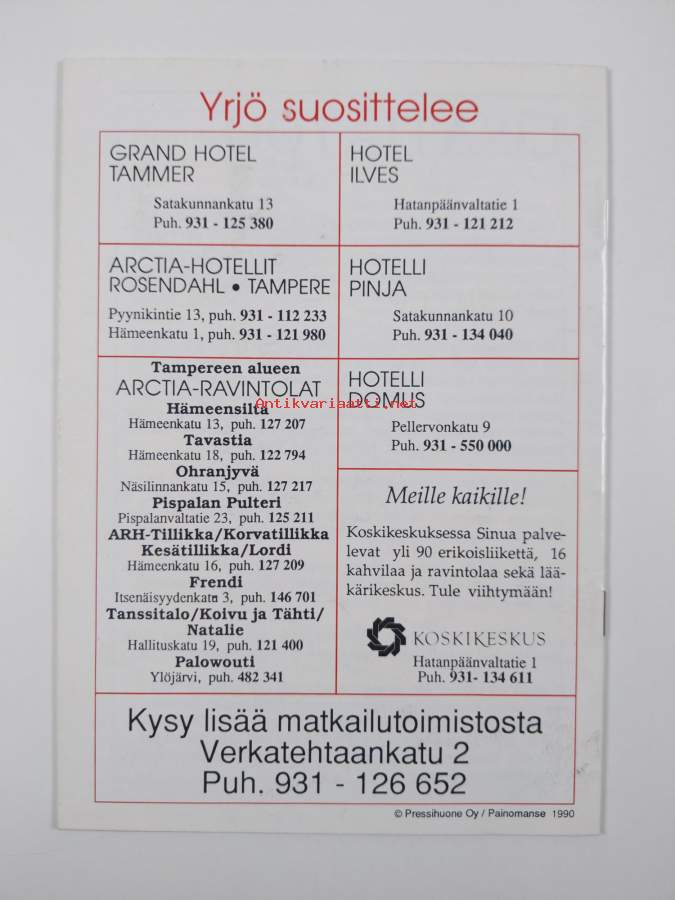 Yrjö suosittelee
GRAND HOTEL
TAMMER
Satakunnankatu 13
Puh. 931 - 125 380
HOTEL
ILVES
Hatanpäänvaltatie 1
Puh. 931 - 121 212
ARCTIA-HOTELLIT
ROSENDAHL • TAMPERE
Pyynikintie 13, puh. 931 - 112 233
Hämeenkatu 1, puh. 931 - 121 980
HOTELLI
PINJA
Satakunnankatu 10
Puh. 931 - 134 040
Tampereen alueen
ARCTIA-RAVINTOLAT
Hämeensilta
Hämeenkatu 13, puh. 127 207
Tavastia
Hämeenkatu 18, puh. 122 794
Ohranjyvä
Näsilinnankatu 15, puh. 127 217
Pispalan Pulteri
Pispalanvaltatie 23, puh. 125 211
ARH-Tillikka/Korvatillikka
Kesätillikka/Lordi
Hämeenkatu 16, puh. 127 209
Frendi
Itsenäisyydenkatu 3, puh. 146 701
Tanssitalo/Koivu ja Tähti/
Natalie
Hallituskatu 19, puh. 121 400
Palowouti
Ylöjärvi, puh. 482 341
HOTELLI
DOMUS
Antikvariaatti.net
Pellervonkatu 9
Puh. 931 - 550 000
Meille kaikille!
Koskikeskuksessa Sinua palve-
levat yli 90 erikoisliikettä, 16
kahvilaa ja ravintolaa sekä lää-
kärikeskus. Tule viihtymään!
KOSKIKESKUS
Hatanpäänvaltatie 1
Puh. 931- 134 611
Kysy lisää matkailutoimistosta
Verkatehtaankatu 2
Puh. 931 - 126 652
© Pressihuone Oy / Painomanse 1990